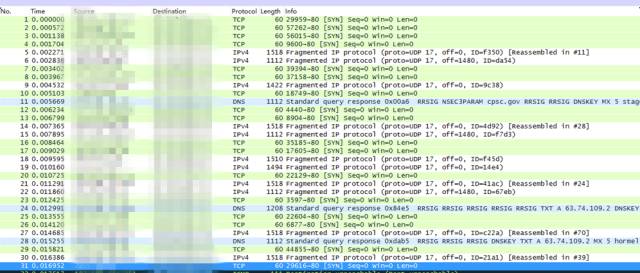 No. Time Source Destination Protocol Length Info
1 0.000000 TCP 60 29959→80 [SYN] Seq=0 Win=0 Len=0
2 0.000572 TCP 60 57262→80 [SYN] Seq=0 Win=0 Len=0
3 0.001138 TCP 60 56015→80 [SYN] Seq=0 Win=0 Len=0
4 0.001704 TCP 60 9600→80 [SYN] Seq=0 Win=0 Len=0
5 0.002271 IPv4 1518 Fragmented IP protocol (proto=UDP 17, off=0, ID=f350) [Reassembled in #11]
6 0.002838 IPv4 1112 Fragmented IP protocol (proto=UDP 17, off=1480, ID=da54)
7 0.003402 TCP 60 39394→80 [SYN] Seq=0 Win=0 Len=0
8 0.003967 TCP 60 37158→80 [SYN] Seq=0 Win=0 Len=0
9 0.004532 IPv4 1422 Fragmented IP protocol (proto=UDP 17, off=0, ID=9c38)
10 0.005103 TCP 60 18749→80 [SYN] Seq=0 Win=0 Len=0
11 0.005669 DNS 1112 Standard query response 0x00a6 RRSIG NSEC3PARAM cpsc.gov RRSIG RRSIG DNSKEY MX 5 stag
12 0.006234 TCP 60 4440→80 [SYN] Seq=0 Win=0 Len=0
13 0.006799 TCP 60 8904→80 [SYN] Seq=0 Win=0 Len=0
14 0.007365 IPv4 1518 Fragmented IP protocol (proto=UDP 17, off=0, ID=4d92) [Reassembled in #28]
15 0.007895 IPv4 1112 Fragmented IP protocol (proto=UDP 17, off=1480, ID=f7d3)
16 0.008464 TCP 60 35185→80 [SYN] Seq=0 Win=0 Len=0
17 0.009029 TCP 60 17605→80 [SYN] Seq=0 Win=0 Len=0
18 0.009595 IPv4 1510 Fragmented IP protocol (proto=UDP 17, off=0, ID=f45d)
19 0.010160 IPv4 1494 Fragmented IP protocol (proto=UDP 17, off=0, ID=14e4)
20 0.010725 TCP 60 22129→80 [SYN] Seq=0 Win=0 Len=0
21 0.011291 IPv4 1518 Fragmented IP protocol (proto=UDP 17, off=0, ID=41ac) [Reassembled in #24]
22 0.011860 IPv4 1112 Fragmented IP protocol (proto=UDP 17, off=1480, ID=67eb)
23 0.012425 TCP 60 3597→80 [SYN] Seq=0 Win=0 Len=0
24 0.012991 DNS 1208 Standard query response 0x84e5 RRSIG RRSIG RRSIG RRSIG RRSIG TXT A 63.74.109.2 DNSKEY
25 0.013555 TCP 60 22604→80 [SYN] Seq=0 Win=0 Len=0
26 0.014120 TCP 60 6877→80 [SYN] Seq=0 Win=0 Len=0
27 0.014685 IPv4 1518 Fragmented IP protocol (proto=UDP 17, off=0, ID=c22a) [Reassembled in #70]
28 0.015255 DNS 1112 Standard query response 0xdab5 RRSIG RRSIG RRSIG DNSKEY TXT A 63.74.109.2 MX 5 hormel
29 0.015821 TCP 60 44855→80 [SYN] Seq=0 Win=0 Len=0
30 0.016386 IPv4 1518 Fragmented IP protocol (proto=UDP 17, off=0, ID=21a1) [Reassembled in #39]
31 0.016952 TCP 60 29616→80 [SYN] Seq=0 Win=0 Len=0